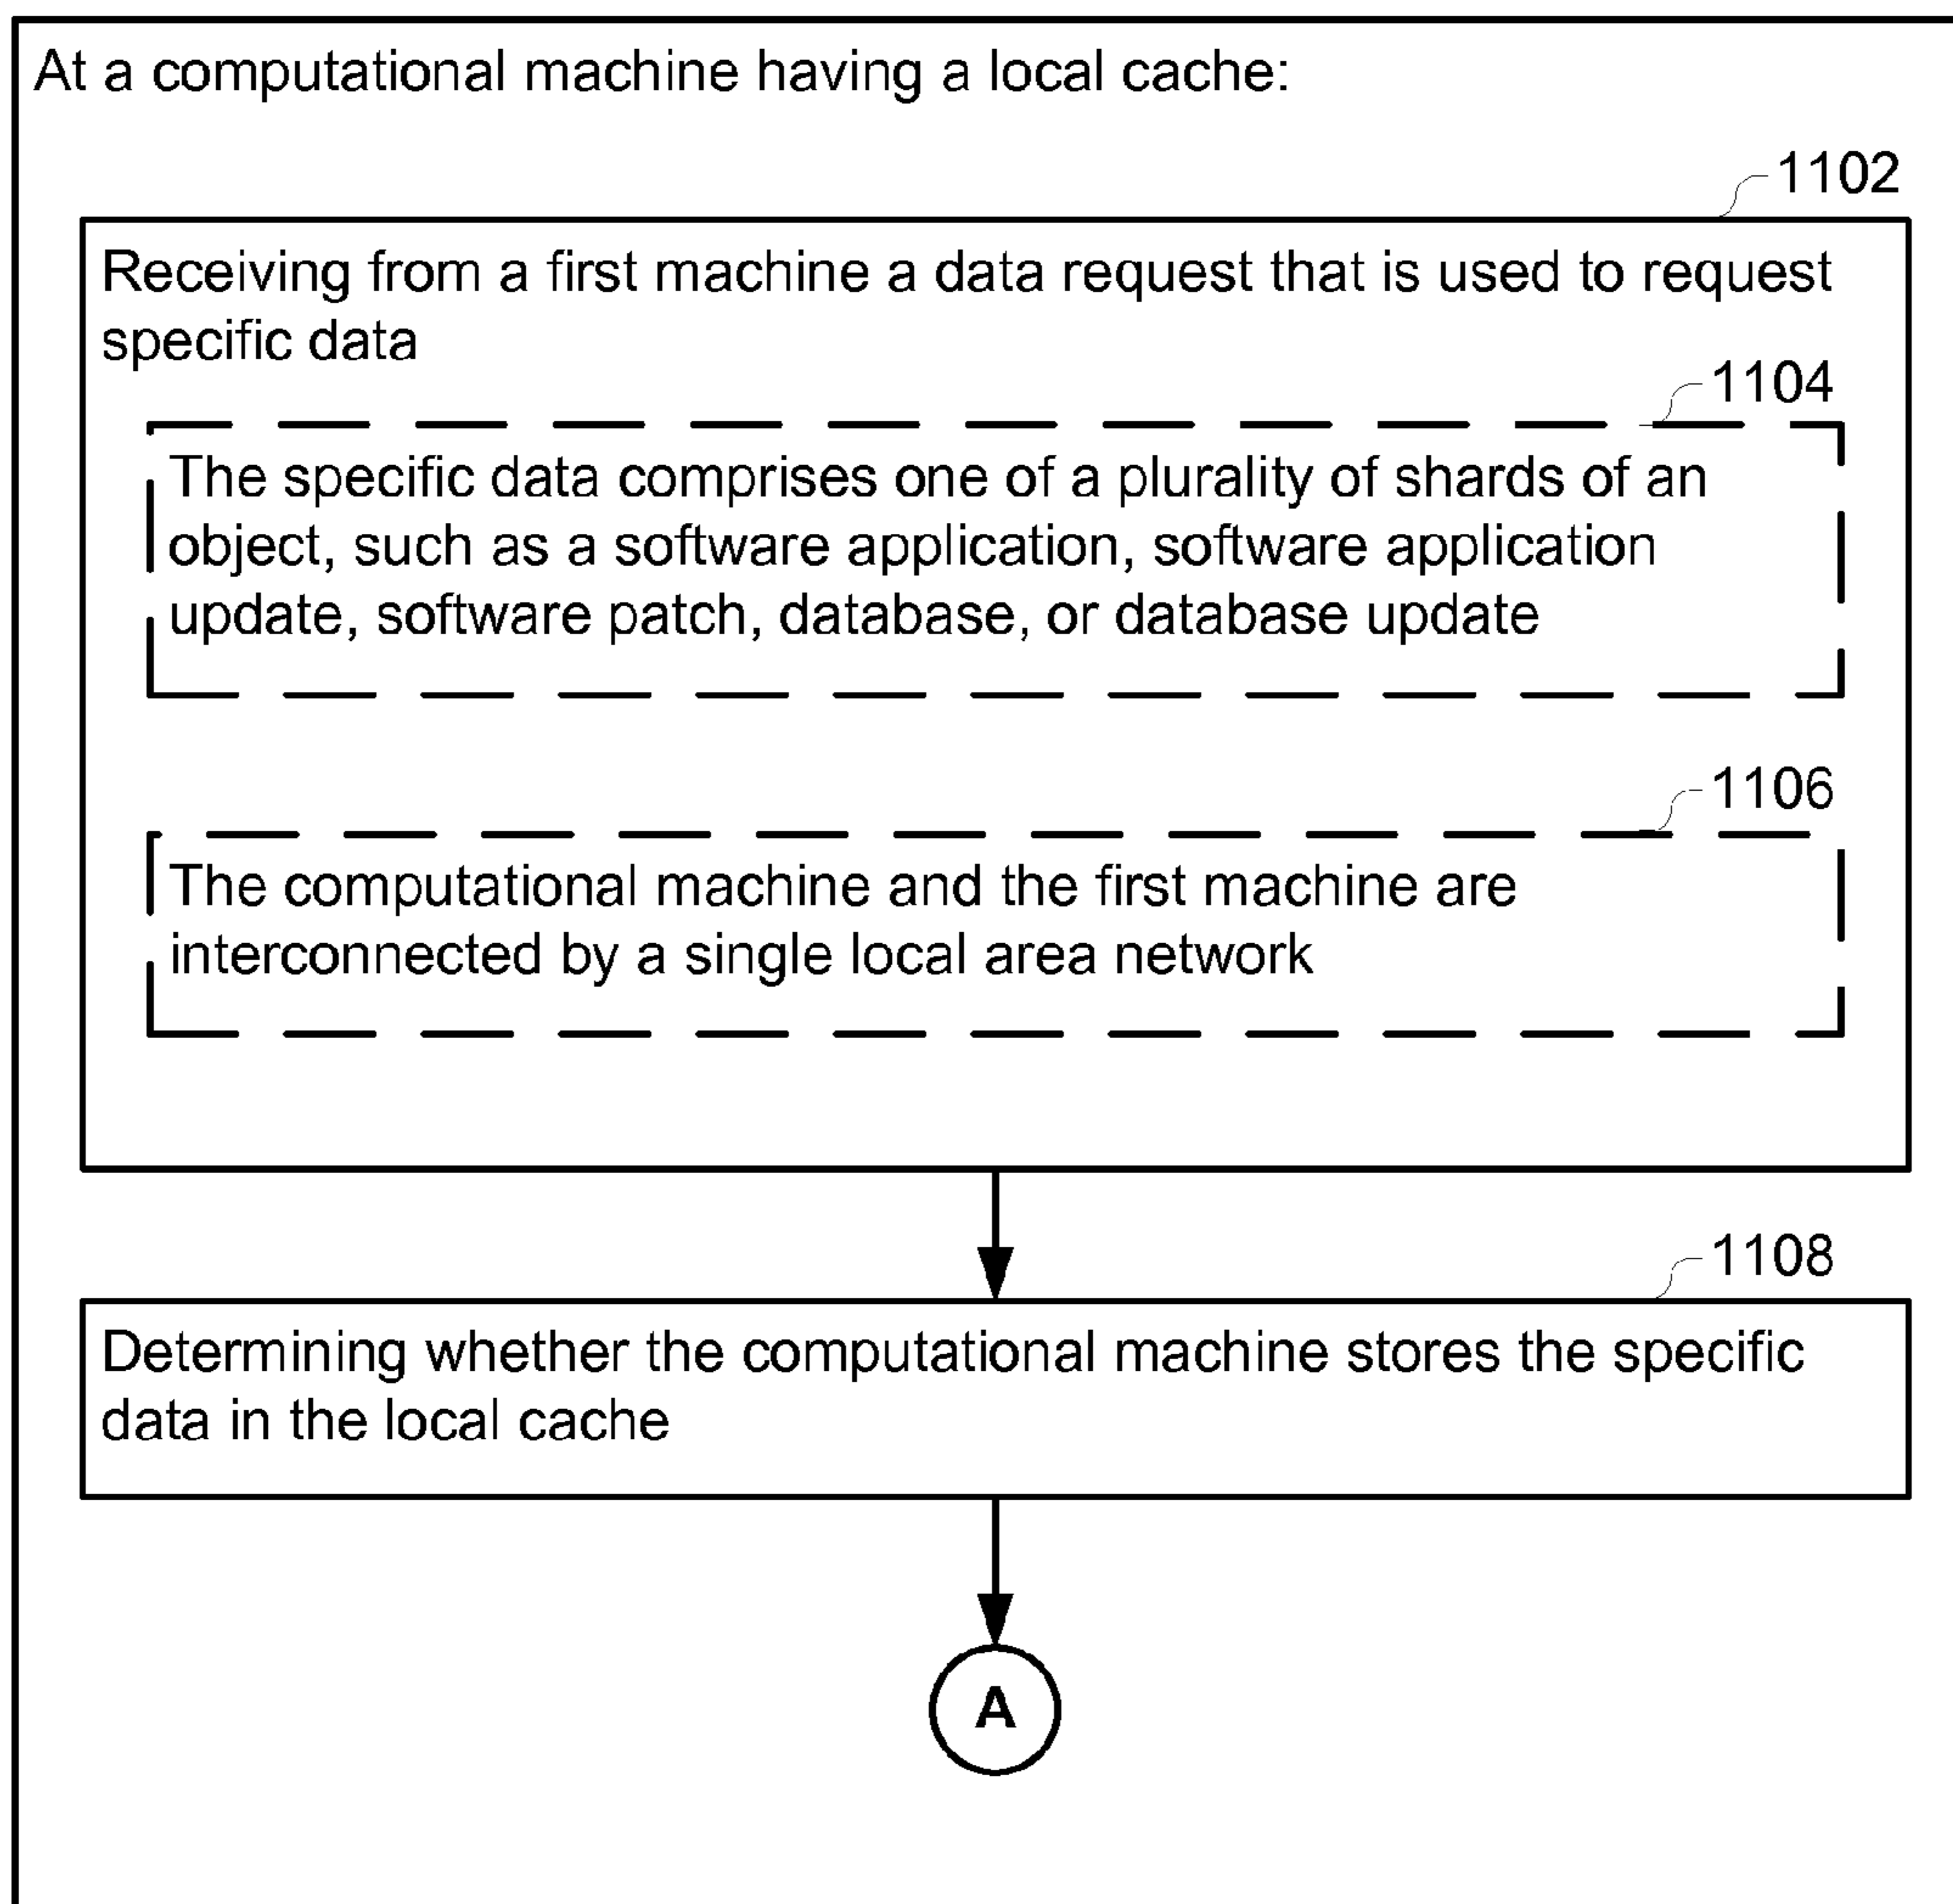 At a computational machine having a local cache:
1102
Receiving from a first machine a data request that is used to request
specific data
1104
The specific data comprises one of a plurality of shards of an
object, such as a software application, software application
update, software patch, database, or database update
1106
The computational machine and the first machine are
interconnected by a single local area network
1108
Determining whether the computational machine stores the specific
data in the local cache
A